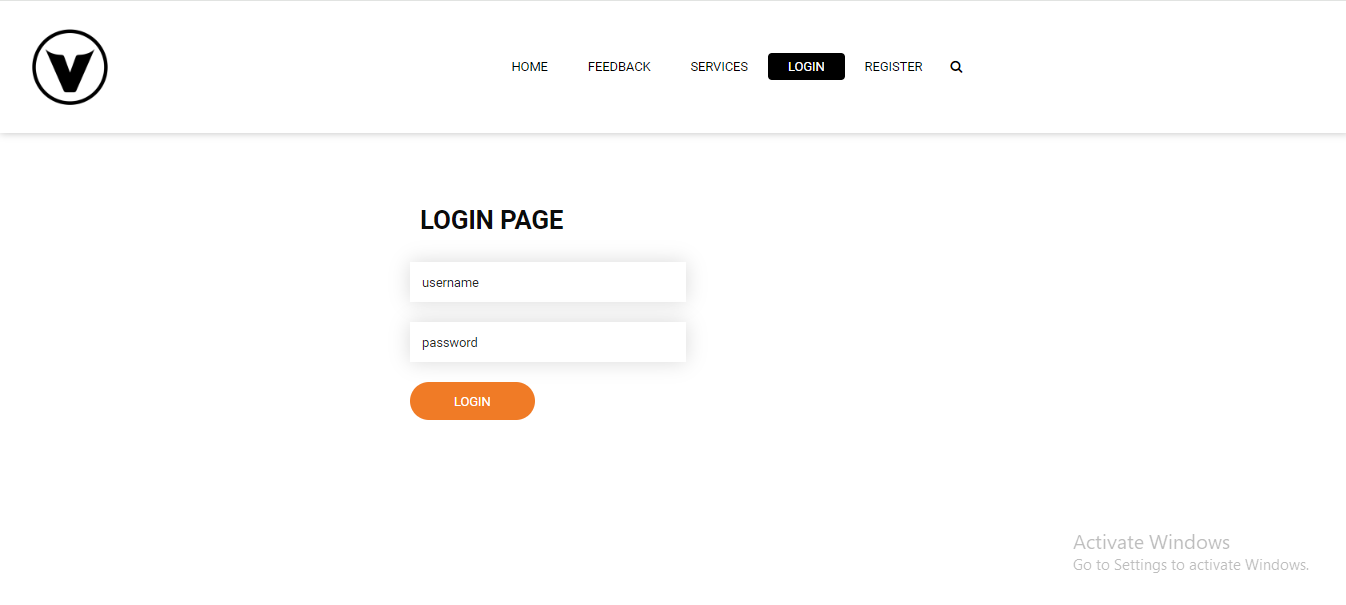 V
HOME FEEDBACK SERVICES LOGIN REGISTER
LOGIN PAGE
username
password
LOGIN
Activate Windows
Go to Settings to activate Windows.